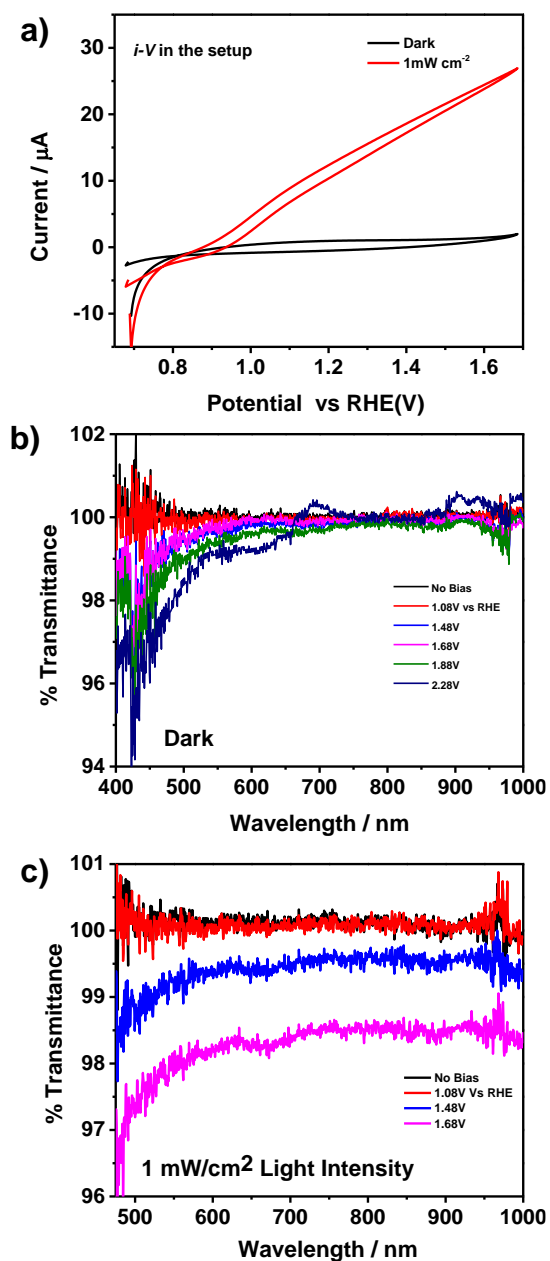 a)
i-V in the setup
Dark
1mW cm-2
Current / µA
30
20
10
0
-10
0.8 1.0 1.2 1.4 1.6
Potential vs RHE(V)
b)
% Transmittance
102
100
98
96
94
No Bias
1.08V vs RHE
1.48V
1.68V
1.88V
2.28V
Dark
400 500 600 700 800 900 1000
Wavelength / nm
c)
% Transmittance
101
100
99
98
97
96
No Bias
1.08V Vs RHE
1.48V
1.68V
1 mW/cm2 Light Intensity
500 600 700 800 900 1000
Wavelength / nm